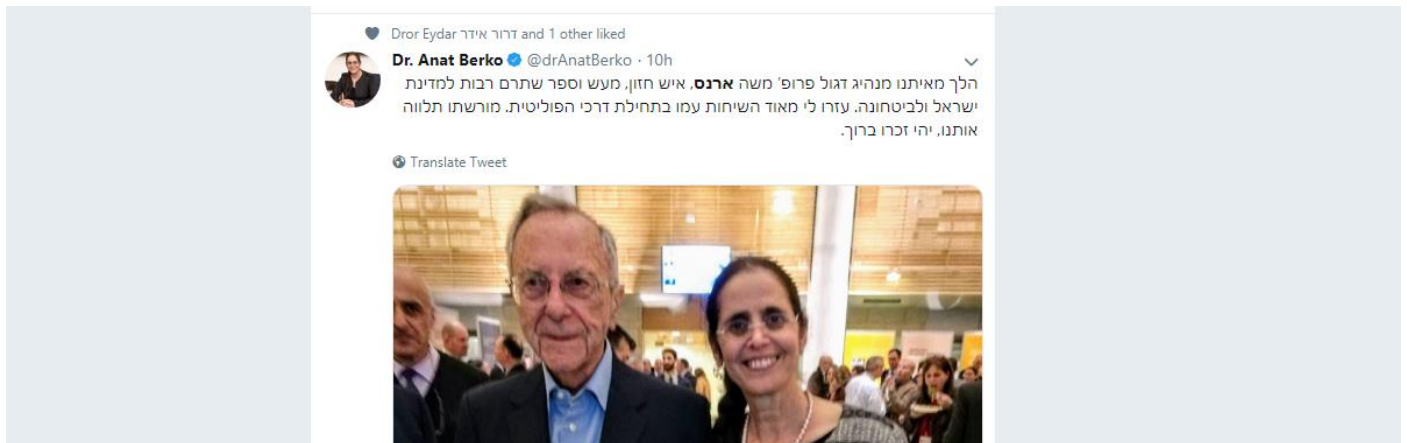 Dror Eydar דרור אידר and 1 other liked
Dr. Anat Berko @drAnatBerko · 10h
הלך מאיתנו מנהיג דגול פרופ' משה ארנס, איש חזון, מעש וספר שתרם רבות למדינת
ישראל ולביטחונה. עזרו לי מאוד השיחות עמו בתחילת דרכי הפוליטית. מורשתו תלווה
אותנו, יהי זכרו ברוך.
Translate Tweet